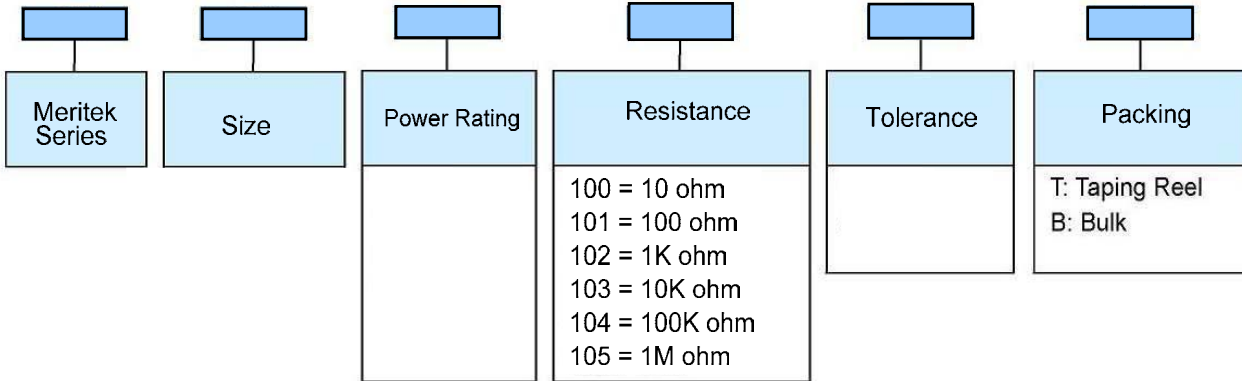 Meritek
Series
Size
Power Rating
Resistance
100 = 10 ohm
101 = 100 ohm
102 = 1K ohm
103 = 10K ohm
104 = 100K ohm
105 = 1M ohm
Tolerance
Packing
T: Taping Reel
B: Bulk